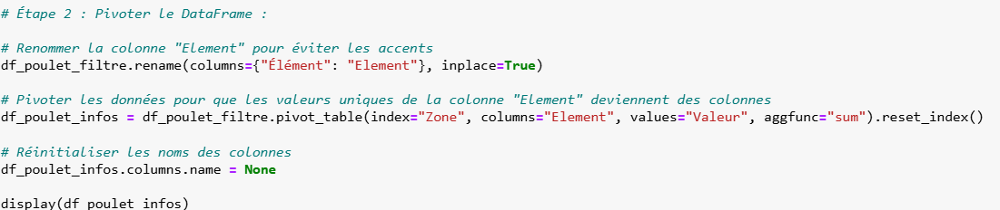 # Étape 2 : Pivoter le DataFrame :
# Renommer la colonne "Element" pour éviter les accents
df_poulet_filtre.rename(columns={"Élément": "Element"}, inplace=True)
# Pivoter les données pour que les valeurs uniques de la colonne "Element" deviennent des colonnes
df_poulet_infos = df_poulet_filtre.pivot_table(index="Zone", columns="Element", values="Valeur", aggfunc="sum").reset_index()
# Réinitialiser les noms des colonnes
df_poulet_infos.columns.name = None
display(df_poulet_infos)